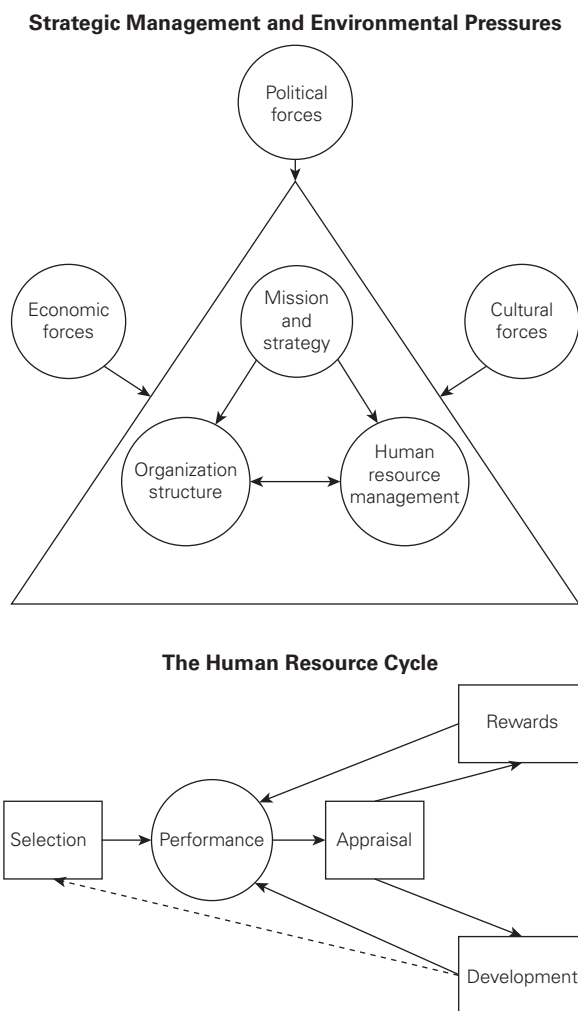 Strategic Management and Environmental Pressures
Political
forces
Economic
forces
Mission
and
strategy
Cultural
forces
Organization
structure
Human
resource
management
The Human Resource Cycle
Rewards
Selection
Performance
Appraisal
Development